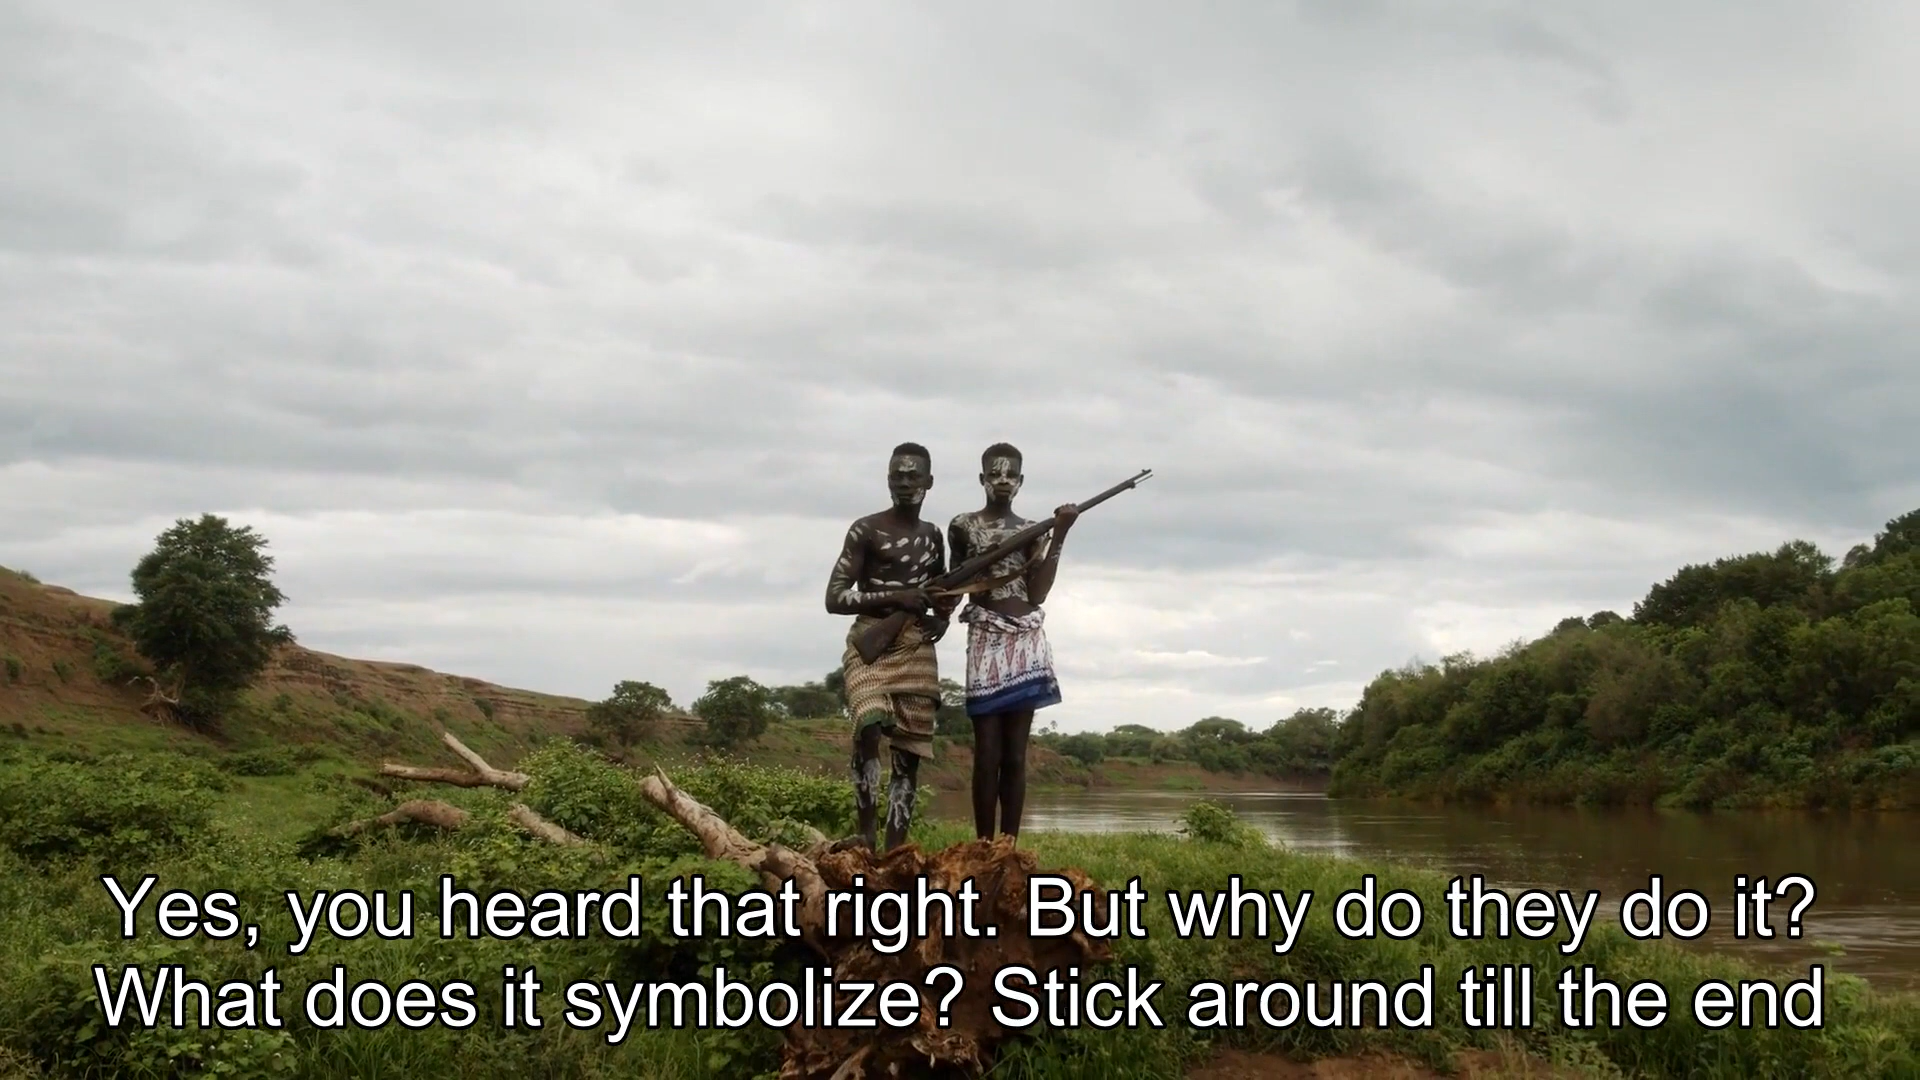 Yes, you heard that right. But why do they do it?
What does it symbolize? Stick around till the end